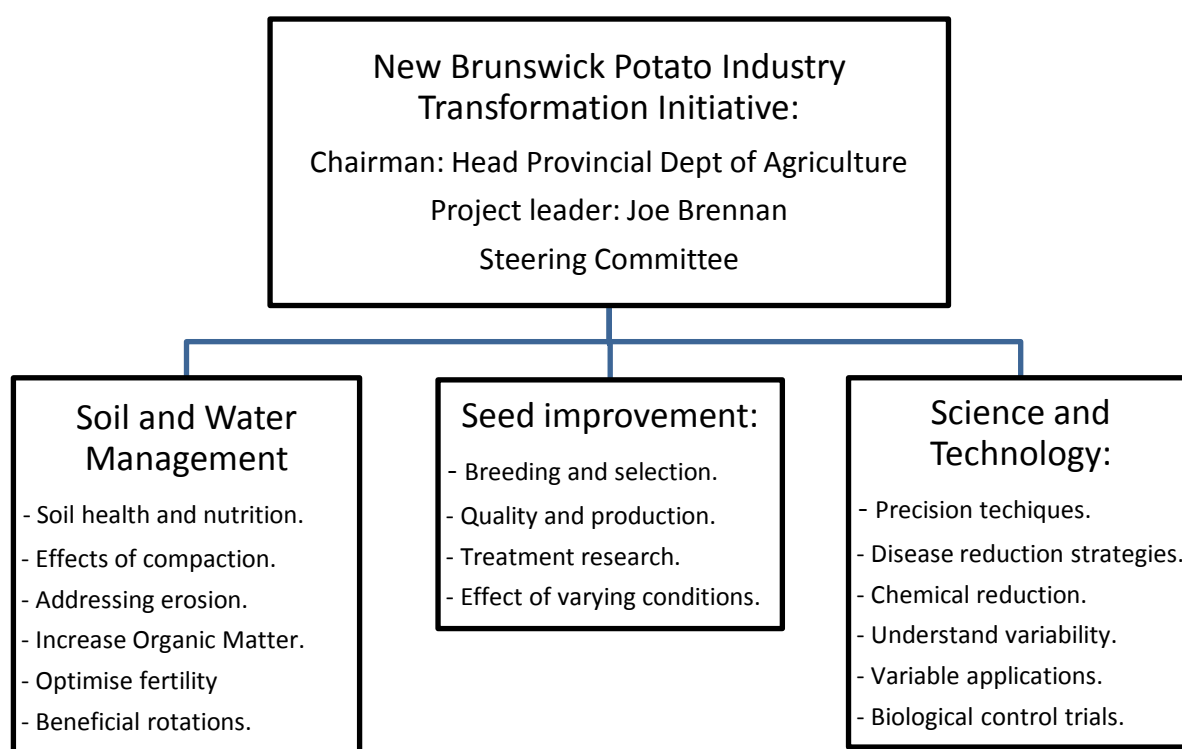 New Brunswick Potato Industry
Transformation Initiative:
Chairman: Head Provincial Dept of Agriculture
Project leader: Joe Brennan
Steering Committee
Soil and Water
Management
- Soil health and nutrition.
- Effects of compaction.
- Addressing erosion.
- Increase Organic Matter.
- Optimise fertility
- Beneficial rotations.
Seed improvement:
- Breeding and selection.
- Quality and production.
- Treatment research.
- Effect of varying conditions.
Science and
Technology:
- Precision techiques.
- Disease reduction strategies.
- Chemical reduction.
- Understand variability.
- Variable applications.
- Biological control trials.